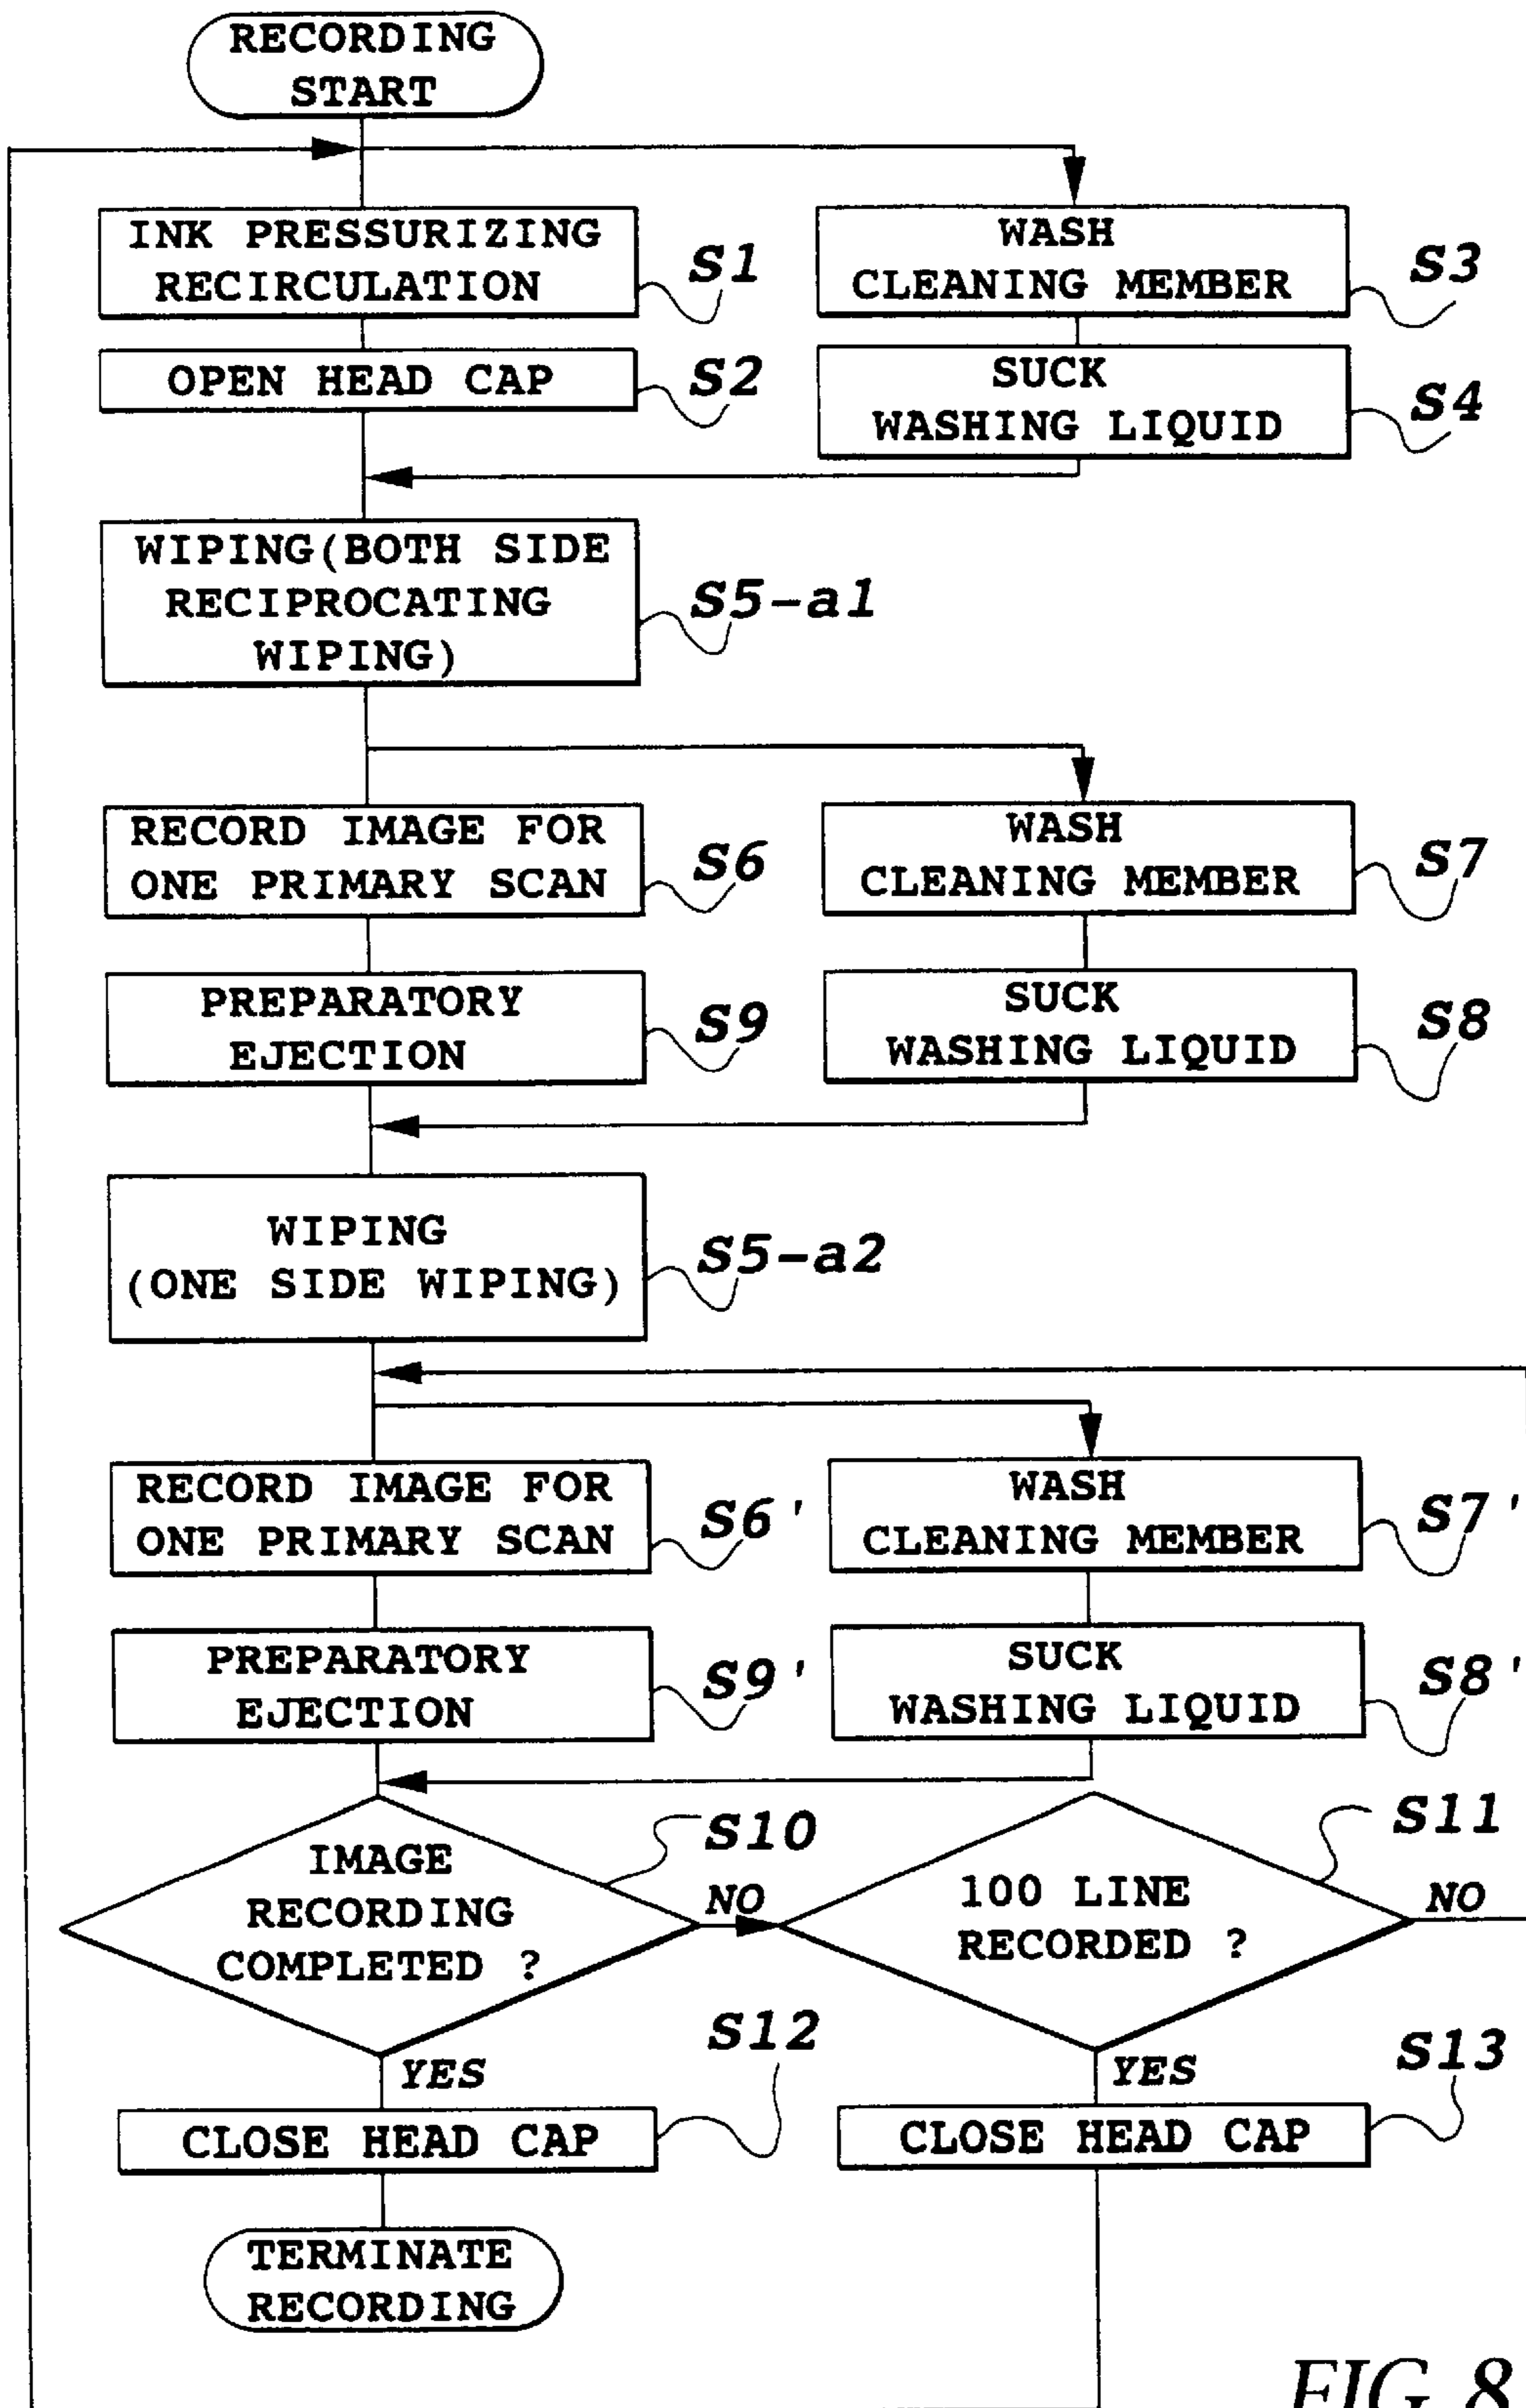 RECORDING
START
INK PRESSURIZING
RECIRCULATION
S1
WASH
CLEANING MEMBER
S3
OPEN HEAD CAP
S2
SUCK
WASHING LIQUID
S4
WIPING(BOTH SIDE
RECIPROCATING
WIPING)
S5-a1
RECORD IMAGE FOR
ONE PRIMARY SCAN
S6
WASH
CLEANING MEMBER
S7
PREPARATORY
EJECTION
S9
SUCK
WASHING LIQUID
S8
WIPING
(ONE SIDE WIPING)
S5-a2
RECORD IMAGE FOR
ONE PRIMARY SCAN
S6'
WASH
CLEANING MEMBER
S7'
PREPARATORY
EJECTION
S9'
SUCK
WASHING LIQUID
S8'
IMAGE
RECORDING
COMPLETED ?
S10
NO
100 LINE
RECORDED ?
S11
NO
YES
S12
YES
S13
CLOSE HEAD CAP
CLOSE HEAD CAP
TERMINATE
RECORDING
FIG. 8